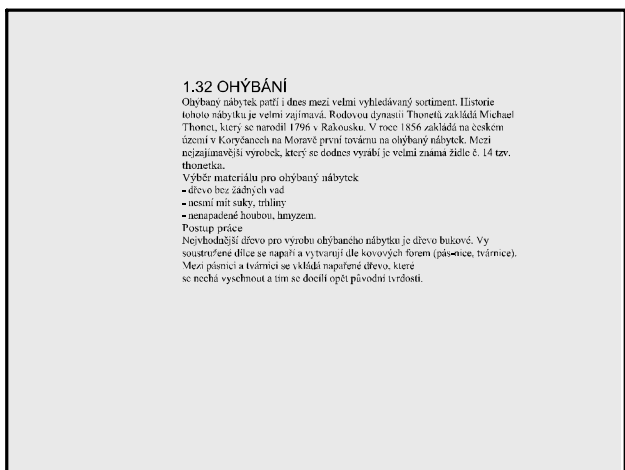 1.32 OHÝBÁNÍ
Ohýbaný nábytek patří i dnes mezi velmi vyhledávaný sortiment. Historie
tohoto nábytku je velmi zajímavá. Rodovou dynastii Thonetů zakládá Michael
Thonet, který se narodil 1796 v Rakousku. V roce 1856 zakládá na českém
území v Koryčanech na Moravě první továrnu na ohýbaný nábytek. Mezi
nejzajímavější výrobek, který se dodnes vyrábí je velmi známá židle č. 14 tzv.
thonetka.
Výběr materiálu pro ohýbaný nábytek
- dřevo bez žádných vad
- nesmí mít suky, trhliny
- nenapadené houbou, hmyzem.
Postup práce
Nejvhodnější dřevo pro výrobu ohýbaného nábytku je dřevo bukové. Vy
soustružené dílce se napaří a vytvarují dle kovových forem (pás-nice, tvárnice).
Mezi pásnici a tvárnici se vkládá napařené dřevo, které
se nechá vyschnout a tím se docílí opět původní tvrdosti.